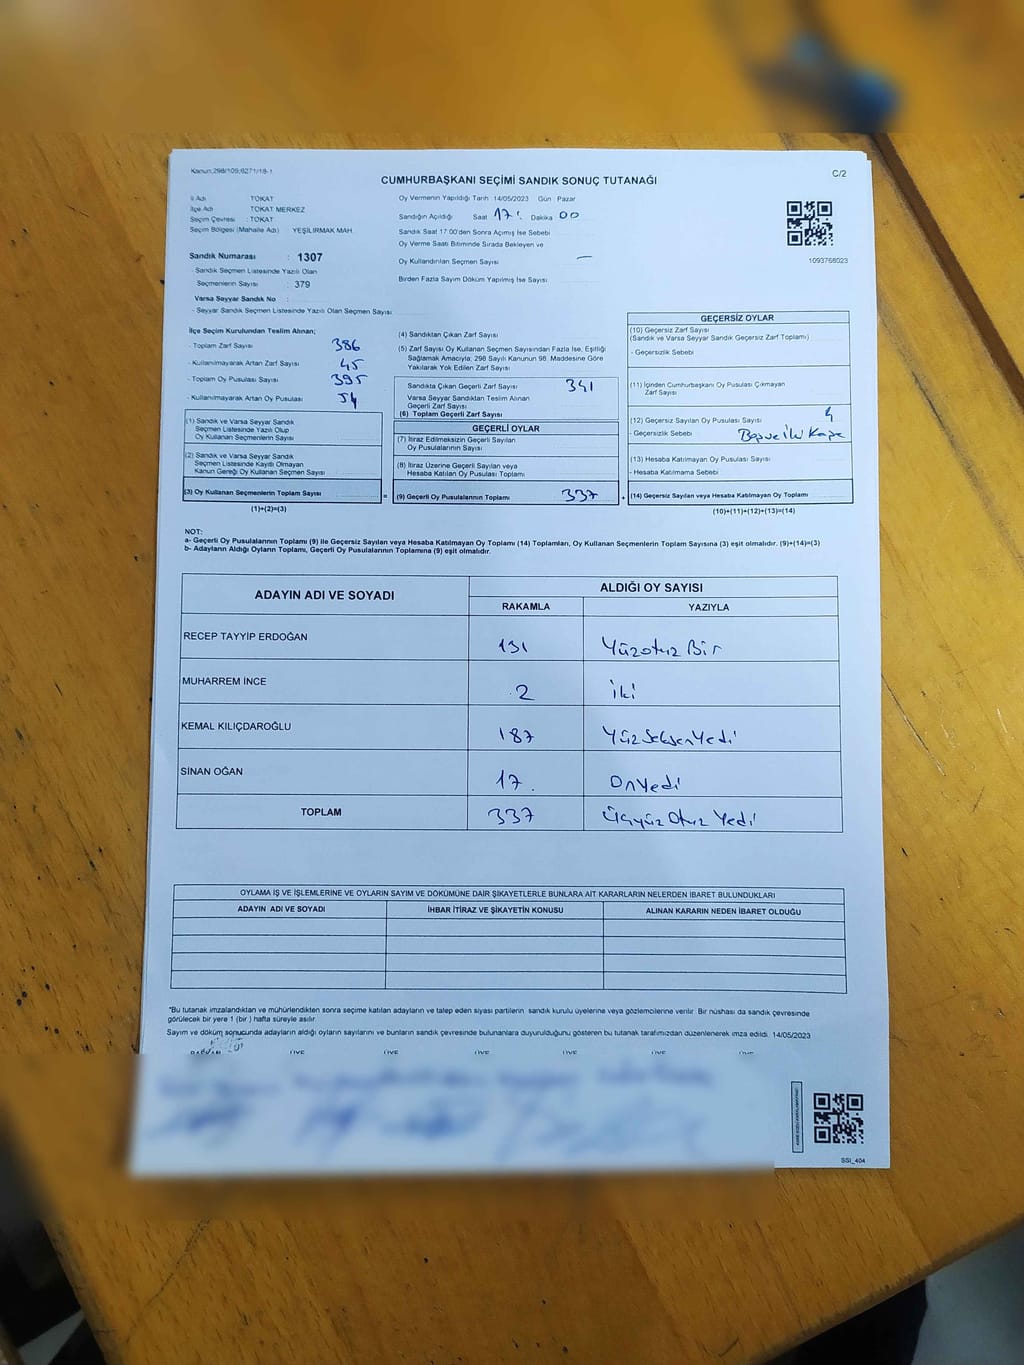 Kanun:298/109;6271/18-1
C/2
CUMHURBAŞKANI SEÇİMİ SANDIK SONUÇ TUTANAĞI
İl Adı TOKAT
İlçe Adı TOKAT MERKEZ
Seçim Çevresi : TOKAT
Seçim Bölgesi (Mahalle Adı) YEŞİLIRMAK MAH.
Sandık Numarası : 1307
- Sandık Seçmen Listesinde Yazılı Olan
Seçmenlerin Sayısı : 379
Varsa Seyyar Sandık No :
- Seyyar Sandık Seçmen Listesinde Yazılı Olan Seçmen Sayısı
Oy Vermenin Yapıldığı Tarih 14/05/2023 Gün Pazar
Sandığın Açıldığı Saat 17: Dakika 00
Sandık Saat 17:00'den Sonra Açımış İse Sebebi
Oy Verme Saati Bitiminde Sırada Bekleyen ve
Oy Kullandırılan Seçmen Sayısı —
Birden Fazla Sayım Döküm Yapılmış İse Sayısı
1093768023
İlçe Seçim Kurulundan Teslim Alınan;
- Toplam Zarf Sayısı 386
- Kullanılmayarak Artan Zarf Sayısı 45
- Toplam Oy Pusulası Sayısı 395
- Kullanılmayarak Artan Oy Pusulası 54
(1) Sandık ve Varsa Seyyar Sandık
Seçmen Listesinde Yazılı Olup
Oy Kullanan Seçmenlerin Sayısı
(2) Sandık ve Varsa Seyyar Sandık
Seçmen Listesinde Kayıtlı Olmayan
Kanun Gereği Oy Kullanan Seçmen Sayısı
(3) Oy Kullanan Seçmenlerin Toplam Sayısı =
(1)+(2)=(3)
(4) Sandıktan Çıkan Zarf Sayısı
(5) Zarf Sayısı Oy Kullanan Seçmen Sayısından Fazla İse, Eşitliği
Sağlamak Amacıyla; 298 Sayılı Kanunun 98. Maddesine Göre
Yakılarak Yok Edilen Zarf Sayısı
Sandıkta Çıkan Geçerli Zarf Sayısı 341
Varsa Seyyar Sandıktan Teslim Alınan
Geçerli Zarf Sayısı
(6) Toplam Geçerli Zarf Sayısı
GEÇERLİ OYLAR
(7) İtiraz Edilmeksizin Geçerli Sayılan
Oy Pusulalarının Sayısı
(8) İtiraz Üzerine Geçerli Sayılan veya
Hesaba Katılan Oy Pusulası Toplamı
(9) Geçerli Oy Pusulalarının Toplamı 337 +
GEÇERSİZ OYLAR
(10) Geçersiz Zarf Sayısı
(Sandık ve Varsa Seyyar Sandık Geçersiz Zarf Toplamı)
- Geçersizlik Sebebi
(11) İçinden Cumhurbaşkanı Oy Pusulası Çıkmayan
Zarf Sayısı
(12) Geçersiz Sayılan Oy Pusulası Sayısı 4
- Geçersizlik Sebebi
(13) Hesaba Katılmayan Oy Pusulası Sayısı
- Hesaba Katılmama Sebebi
(14) Geçersiz Sayılan veya Hesaba Katılmayan Oy Toplamı
(10)+(11)+(12)+(13)=(14)
NOT:
a- Geçerli Oy Pusulalarının Toplamı (9) ile Geçersiz Sayılan veya Hesaba Katılmayan Oy Toplamı (14) Toplamları, Oy Kullanan Seçmenlerin Toplam Sayısına (3) eşit olmalıdır. (9)+(14)=(3)
b- Adayların Aldığı Oyların Toplamı, Geçerli Oy Pusulalarının Toplamına (9) eşit olmalıdır.
ADAYIN ADI VE SOYADI ALDIĞI OY SAYISI
RAKAMLA YAZIYLA
RECEP TAYYİP ERDOĞAN 131 Yüzotuz Bir
MUHARREM İNCE 2 iki
KEMAL KILIÇDAROĞLU 187 YüzseksenYedi
SİNAN OĞAN 17 Onyedi
TOPLAM 337 Üçyüz Otuz Yedi
OYLAMA İŞ VE İŞLEMLERİNE VE OYLARIN SAYIM VE DÖKÜMÜNE DAİR ŞİKAYETLERLE BUNLARA AİT KARARLARIN NELERDEN İBARET BULUNDUKLARI
ADAYIN ADI VE SOYADI İHBAR İTİRAZ VE ŞİKAYETİN KONUSU ALINAN KARARIN NEDEN İBARET OLDUĞU
*Bu tutanak imzalandıktan ve mühürlendikten sonra seçime katılan adayların ve talep eden siyasi partilerin sandık kurulu üyelerine veya gözlemcilerine verilir. Bir nüshası da sandık çevresinde
görülecek bir yere 1 (bir ) hafta süreyle asılır.
Sayım ve döküm sonucunda adayların aldığı oyların sayılarını ve bunların sandık çevresinde bulunanlara duyurulduğunu gösteren bu tutanak tarafımızdan düzenlenerek imza edildi. 14/05/2023
BAŞKAN ÜYE ÜYE ÜYE ÜYE ÜYE ÜYE
SSİ_404